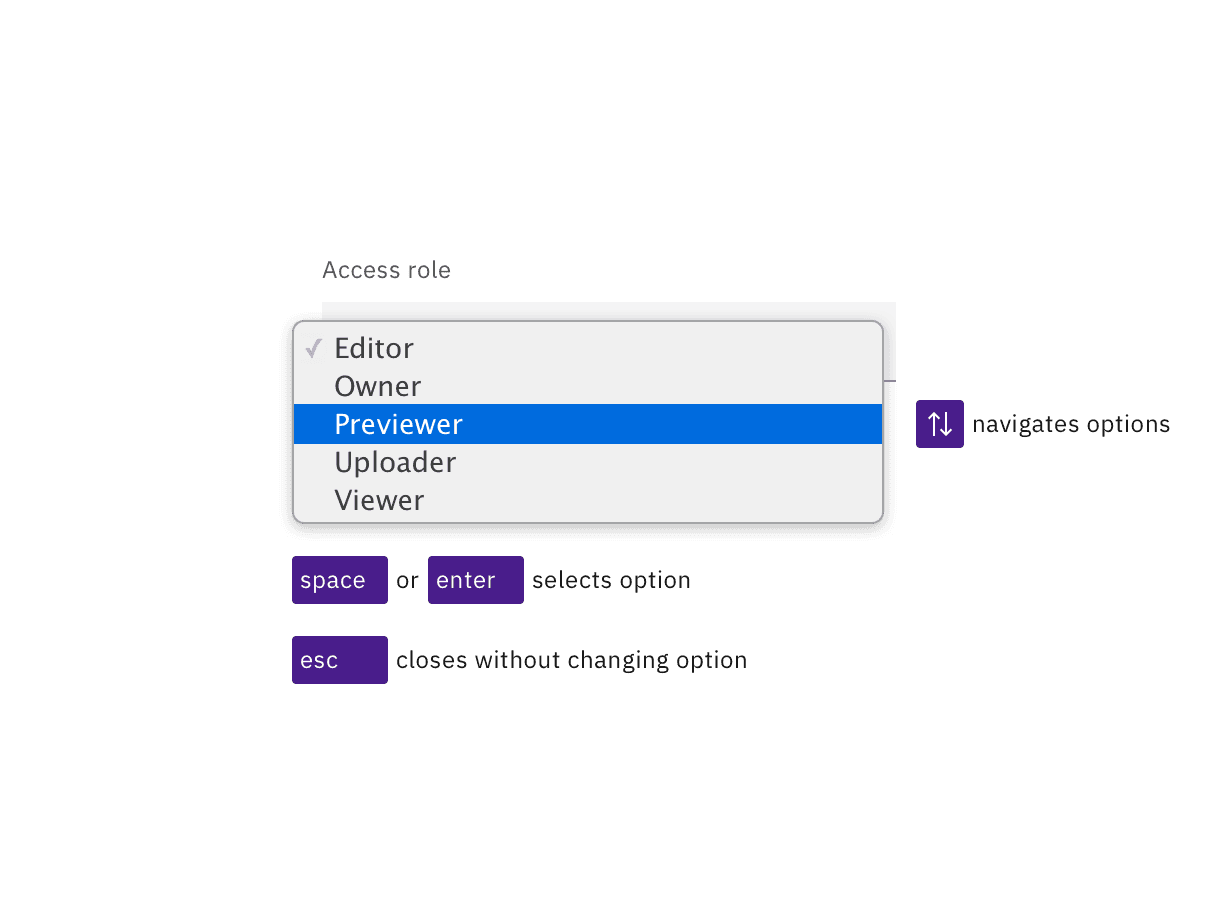 Access role
✓ Editor
Owner
Previewer
↑↓ navigates options
Uploader
Viewer
space or enter selects option
esc closes without changing option